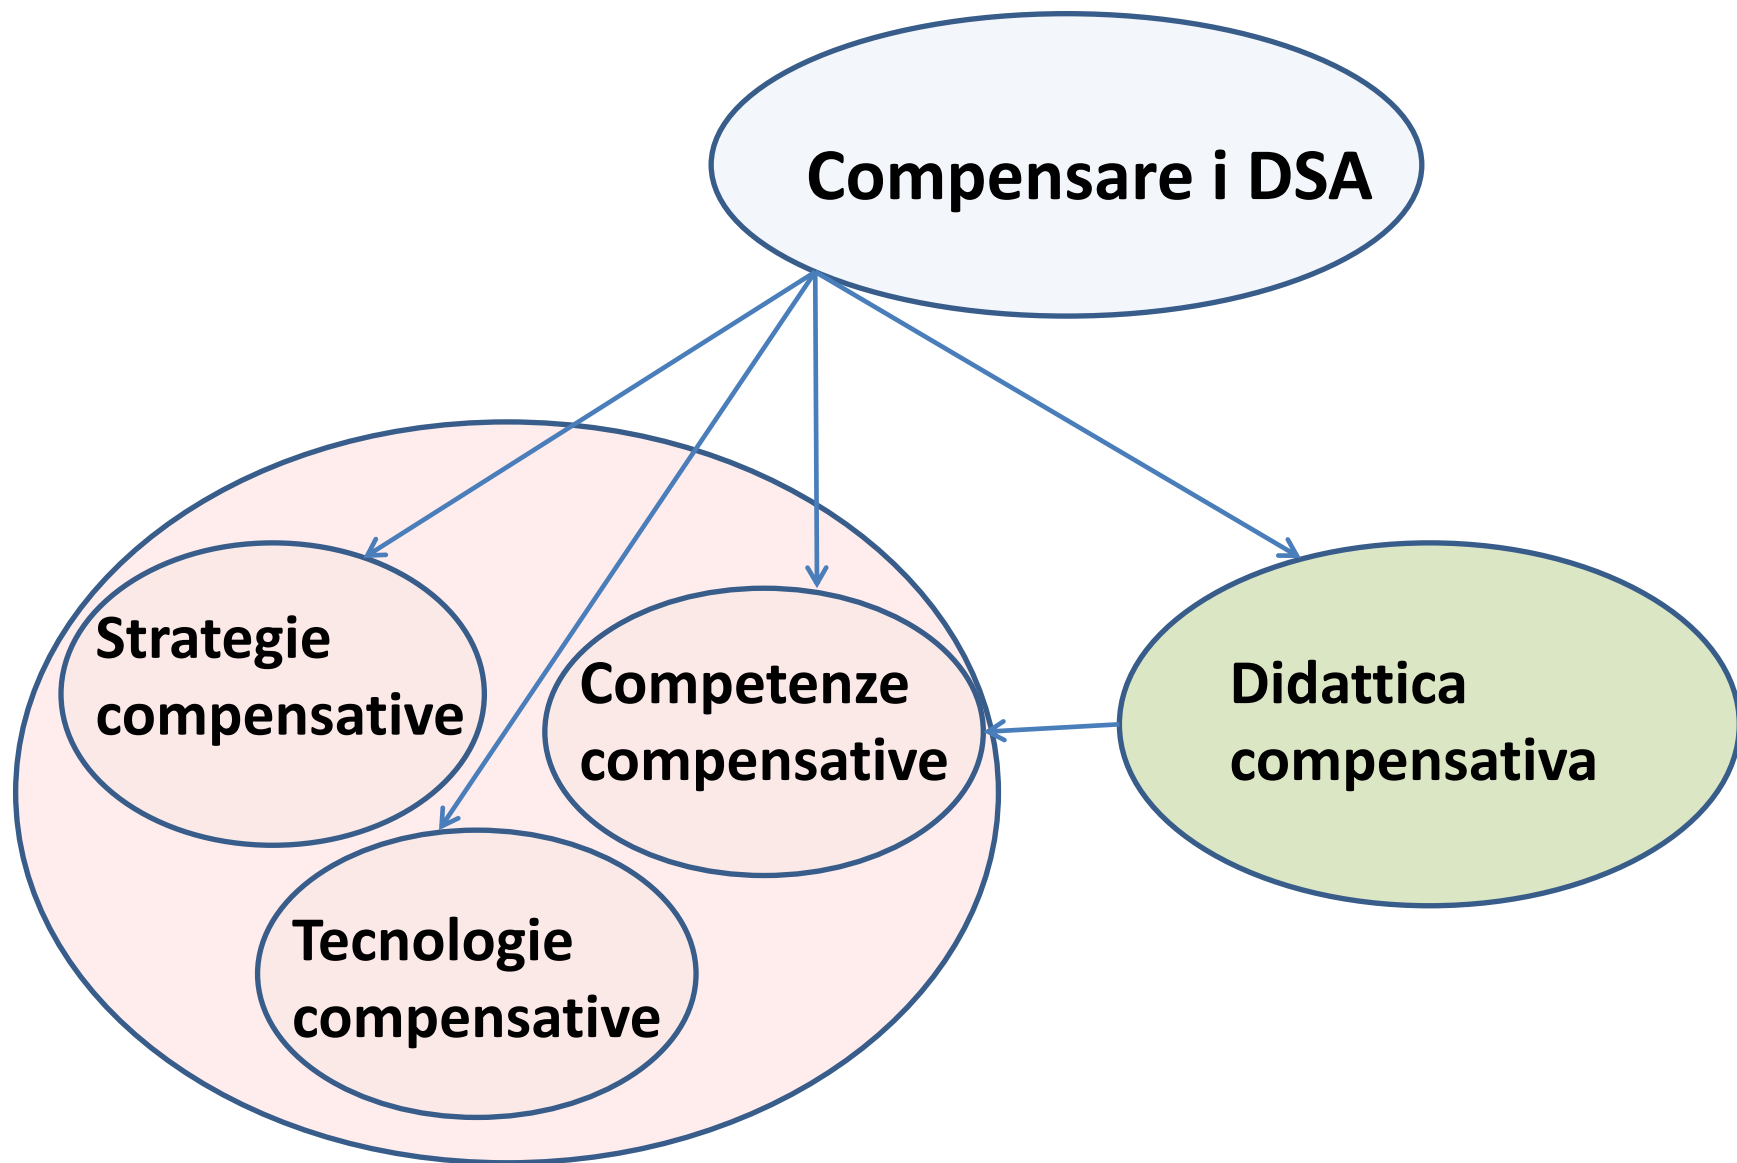 Compensare i DSA
Strategie
compensative
Competenze
compensative
Didattica
compensativa
Tecnologie
compensative